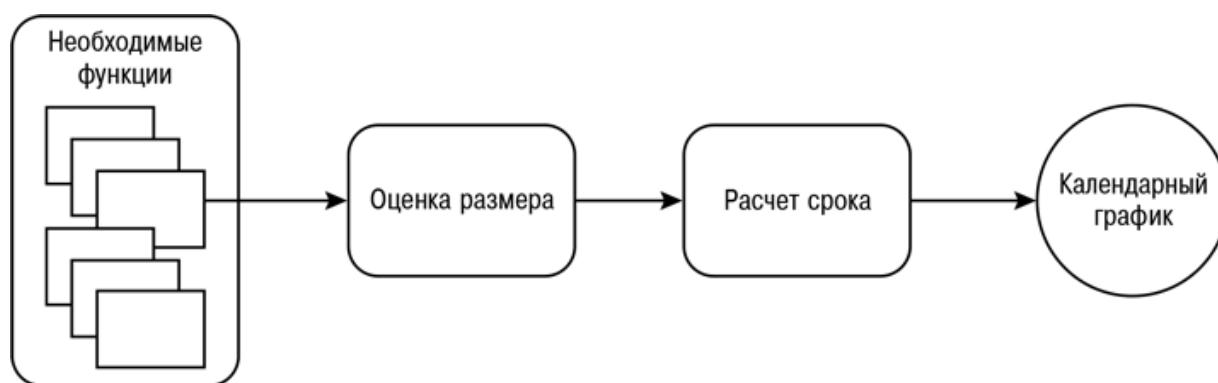 Необходимые
функции
Оценка размера
Расчет срока
Календарный
график